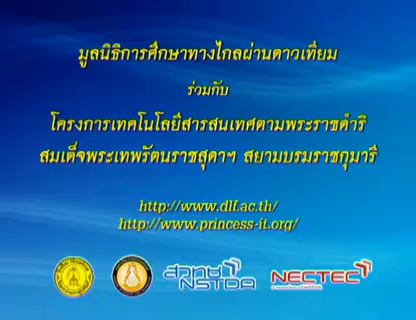 มูลนิธิการศึกษาทางไกลผ่านดาวเทียม
ร่วมกับ
โครงการเทคโนโลยีสารสนเทศตามพระราชดำริ
สมเด็จพระเทพรัตนราชสุดาฯ สยามบรมราชกุมารี
http://www.dlf.ac.th/
http://www.princess-it.org/
สวทช
NSTDA
NECTEC